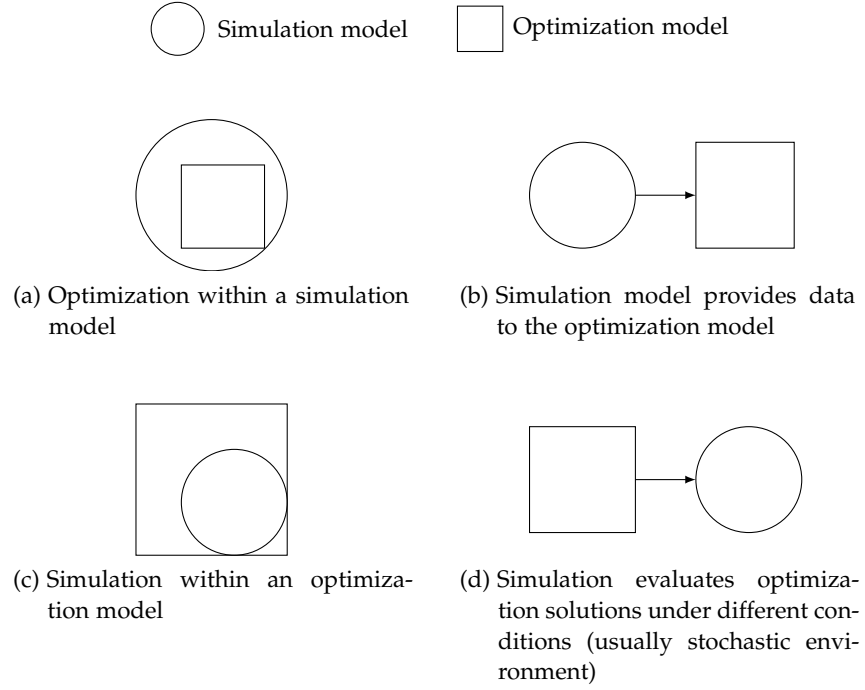 Simulation model
Optimization model
(a) Optimization within a simulation
model
(b) Simulation model provides data
to the optimization model
(c) Simulation within an optimiza-
tion model
(d) Simulation evaluates optimiza-
tion solutions under different con-
ditions (usually stochastic envi-
ronment)